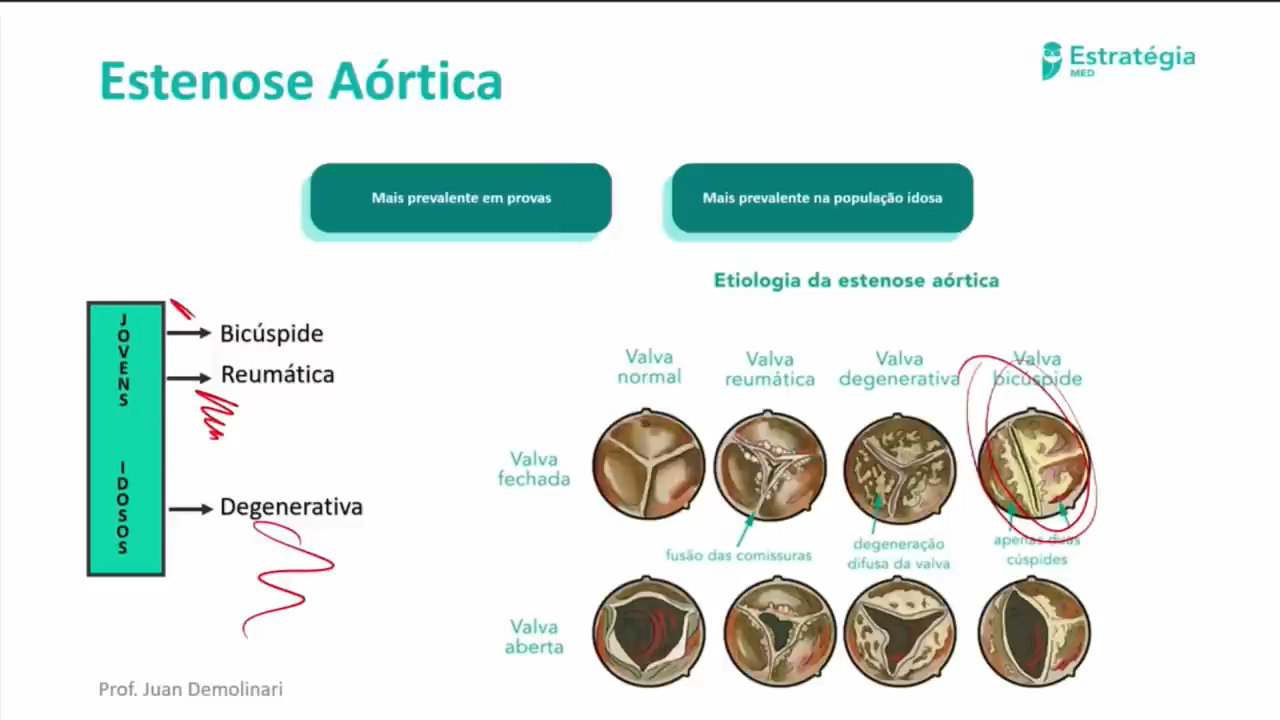 Estenose Aórtica
Estratégia
MED
Mais prevalente em provas
Mais prevalente na população idosa
Etiologia da estenose aórtica
JOVENS
IDOSOS
Bicúspide
Reumática
Degenerativa
Valva
normal
Valva
reumática
Valva
degenerativa
Valva
bicúspide
Valva
fechada
fusão das comissuras
degeneração
difusa da valva
apenas duas
cúspides
Valva
aberta
Prof. Juan Demolinari